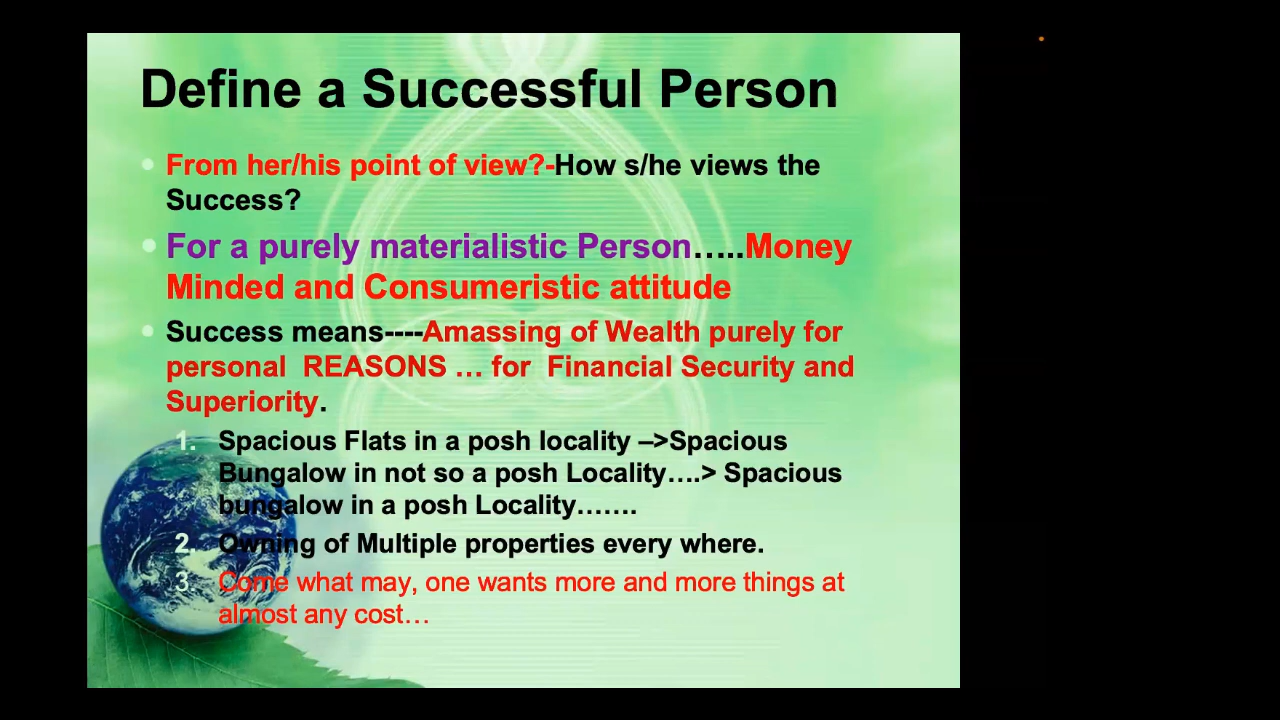 Define a Successful Person
• From her/his point of view?-How s/he views the
Success?
• For a purely materialistic Person…..Money
Minded and Consumeristic attitude
• Success means----Amassing of Wealth purely for
personal  REASONS … for  Financial Security and
Superiority.
1. Spacious Flats in a posh locality –>Spacious
Bungalow in not so a posh Locality….> Spacious
bungalow in a posh Locality…….
2. Owning of Multiple properties every where.
3. Come what may, one wants more and more things at
almost any cost…